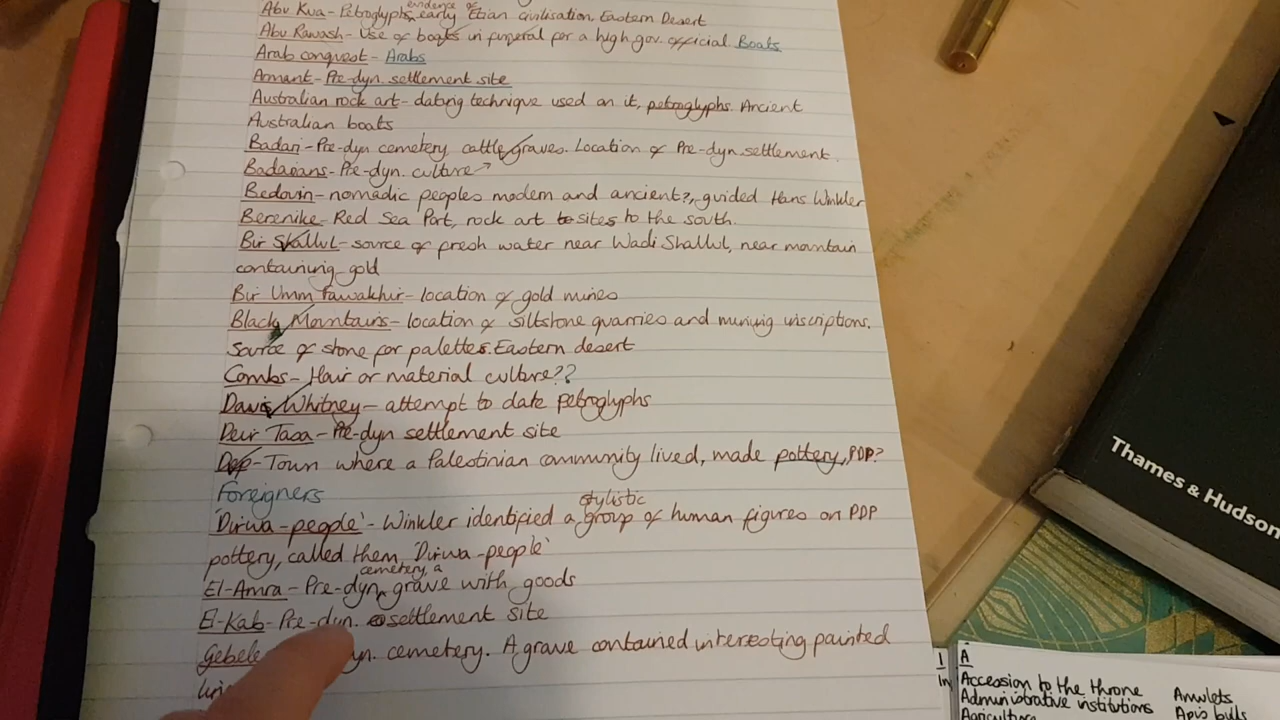 Abu Kua - Petroglyphs, evidence of early Etian civilisation, Eastern Desert
Abu Rawash - Use of boats in funeral for a high gov. official Boats
Arab conquest - Arabs
Armant - Pre-dyn. settlement site
Australian rock art - dating technique used on it, petroglyphs. Ancient
Australian boats
Badari - Pre-dyn cemetery, cattle graves. Location of Pre-dyn. settlement.
Badarians - Pre-dyn. culture
Bedouin - nomadic peoples modern and ancient?, guided Hans Winkler
Berenike - Red Sea Port, rock art sites to the south.
Bir Shallul - source of fresh water near Wadi Shallul, near mountain
containing gold
Bir Umm Fawakhir - location of gold mines
Black Mountains - location of siltstone quarries and mining inscriptions.
Source of stone for palettes. Eastern desert
Combs - Hair or material culture??
Davis Whitney - attempt to date petroglyphs
Deir Tasa - Pre-dyn settlement site
Dep - Town where a Palestinian community lived, made pottery, PDP?
Foreigners
'Dirwa-people' - Winkler identified a stylistic group of human figures on PDP
pottery, called them 'Dirwa-people'
El-Amra - Pre-dyn cemetery, a grave with goods
El-Kab - Pre-dyn. settlement site
Gebele yn. cemetery. A grave contained interesting painted
Thames & Hudson
A
Accession to the throne
Administrative institutions
Agriculture
Amulets
Apis bulls